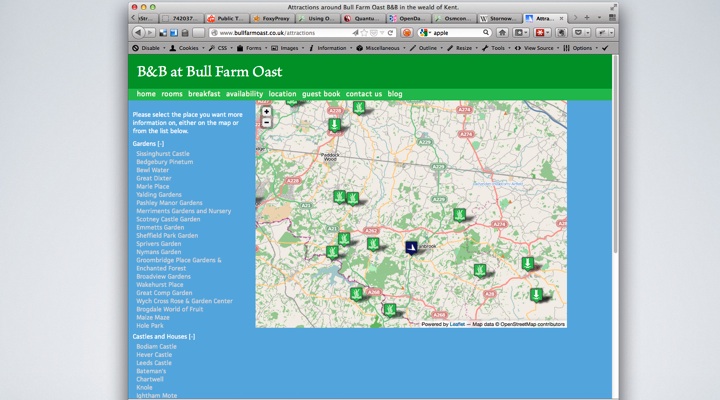 Attractions around Bull Farm Oast B&B in the weald of Kent.
742037...
Public T...
FoxyProxy
Using O...
Quantu...
OpenDa...
Osmcon...
Stornow...
Attra...
www.bullfarmoast.co.uk/attractions
apple
Disable
Cookies
CSS
Forms
Images
Information
Miscellaneous
Outline
Resize
Tools
View Source
Options
B&B at Bull Farm Oast
home rooms breakfast availability location guest book contact us blog
Please select the place you want more
information on, either on the map or
from the list below.
Gardens [-]
Sissinghurst Castle
Bedgebury Pinetum
Bewl Water
Great Dixter
Marle Place
Yalding Gardens
Pashley Manor Gardens
Merriments Gardens and Nursery
Scotney Castle Garden
Emmetts Garden
Sheffield Park Garden
Sprivers Garden
Nymans Garden
Groombridge Place Gardens &
Enchanted Forest
Broadview Gardens
Wakehurst Place
Great Comp Garden
Wych Cross Rose & Garden Center
Brogdale World of Fruit
Maize Maze
Hole Park
Castles and Houses [-]
Bodiam Castle
Hever Castle
Leeds Castle
Bateman's
Chartwell
Knole
Ightham Mote
+
-
A228
A229
A274
A26
Paddock
Wood
A229
A229
A21
A274
A21
A262
A262
A28
A268
A268
Powered by Leaflet — Map data © OpenStreetMap contributors